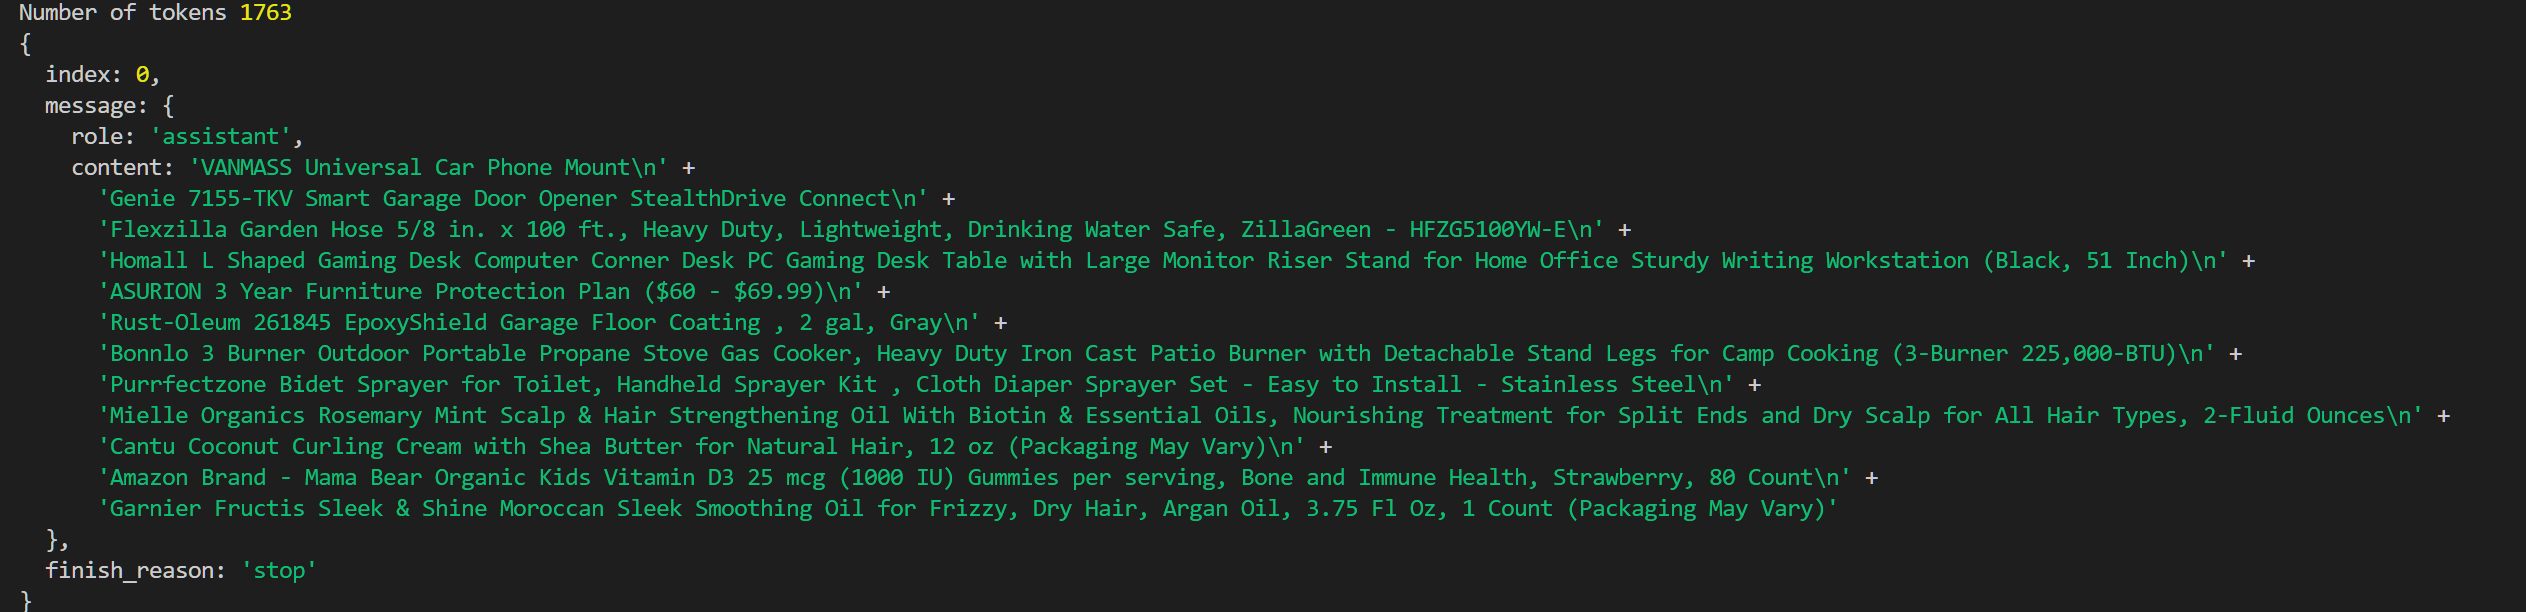 Number of tokens 1763
{
  index: 0,
  message: {
    role: 'assistant',
    content: 'VANMASS Universal Car Phone Mount\n' +
      'Genie 7155-TKV Smart Garage Door Opener StealthDrive Connect\n' +
      'Flexzilla Garden Hose 5/8 in. x 100 ft., Heavy Duty, Lightweight, Drinking Water Safe, ZillaGreen - HFZG5100YW-E\n' +
      'Homall L Shaped Gaming Desk Computer Corner Desk PC Gaming Desk Table with Large Monitor Riser Stand for Home Office Sturdy Writing Workstation (Black, 51 Inch)\n' +
      'ASURION 3 Year Furniture Protection Plan ($60 - $69.99)\n' +
      'Rust-Oleum 261845 EpoxyShield Garage Floor Coating , 2 gal, Gray\n' +
      'Bonnlo 3 Burner Outdoor Portable Propane Stove Gas Cooker, Heavy Duty Iron Cast Patio Burner with Detachable Stand Legs for Camp Cooking (3-Burner 225,000-BTU)\n' +
      'Purrfectzone Bidet Sprayer for Toilet, Handheld Sprayer Kit , Cloth Diaper Sprayer Set - Easy to Install - Stainless Steel\n' +
      'Mielle Organics Rosemary Mint Scalp & Hair Strengthening Oil With Biotin & Essential Oils, Nourishing Treatment for Split Ends and Dry Scalp for All Hair Types, 2-Fluid Ounces\n' +
      'Cantu Coconut Curling Cream with Shea Butter for Natural Hair, 12 oz (Packaging May Vary)\n' +
      'Amazon Brand - Mama Bear Organic Kids Vitamin D3 25 mcg (1000 IU) Gummies per serving, Bone and Immune Health, Strawberry, 80 Count\n' +
      'Garnier Fructis Sleek & Shine Moroccan Sleek Smoothing Oil for Frizzy, Dry Hair, Argan Oil, 3.75 Fl Oz, 1 Count (Packaging May Vary)'
  },
  finish_reason: 'stop'
}